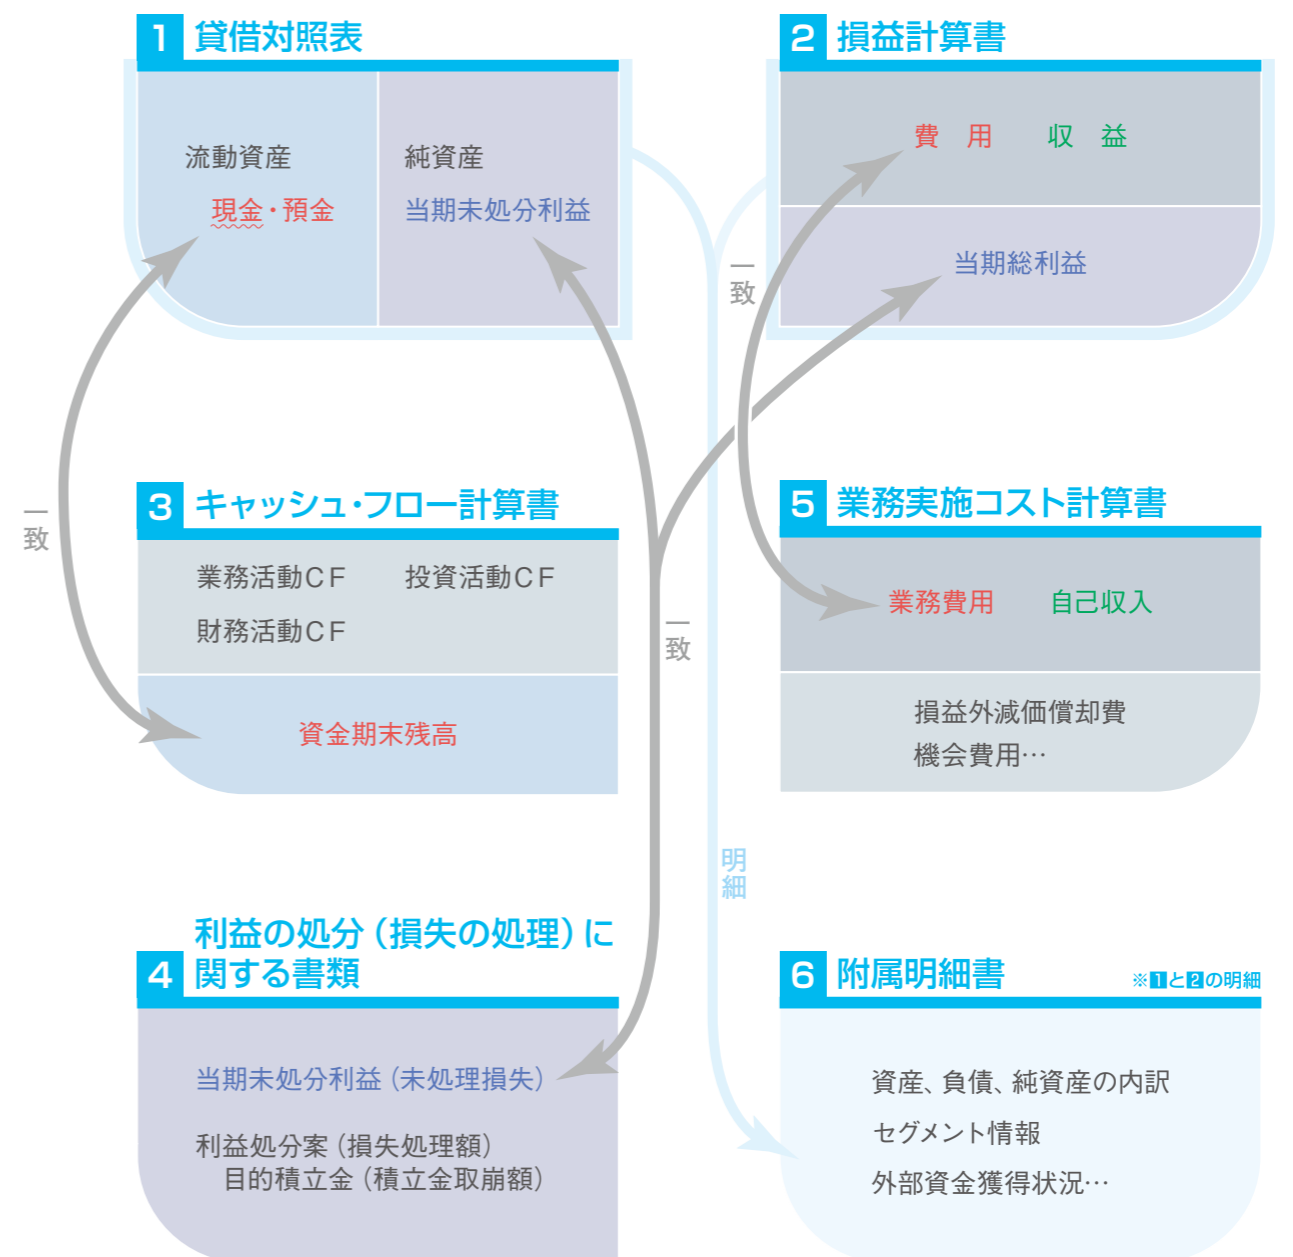 1 貸借対照表
流動資産
現金・預金
純資産
当期未処分利益
2 損益計算書
費　用　　収　益
当期総利益
一致
一致
3 キャッシュ・フロー計算書
業務活動CF　　投資活動CF
財務活動CF
資金期末残高
一致
5 業務実施コスト計算書
業務費用　　自己収入
損益外減価償却費
機会費用…
明細
4 利益の処分（損失の処理）に
関する書類
当期未処分利益（未処理損失）
利益処分案（損失処理額）
目的積立金（積立金取崩額）
6 附属明細書　※1と2の明細
資産、負債、純資産の内訳
セグメント情報
外部資金獲得状況…